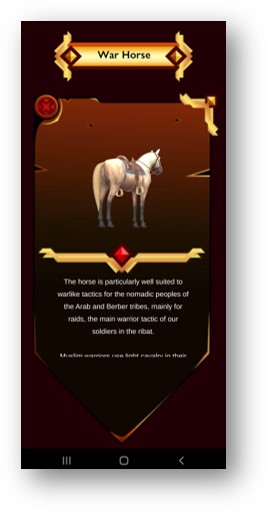 War Horse
The horse is particularly well suited to
warlike tactics for the nomadic peoples of
the Arab and Berber tribes, mainly for
raids, the main warrior tactic of our
soldiers in the ribat.
Muslim warriors use light cavalry in their